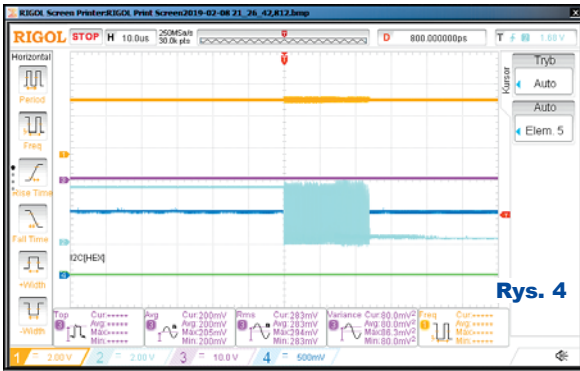 RIGOL Screen Printer:RIGOL Print Screen2019-02-08 21_26_42,812.bmp
RIGOL STOP H 10.0us 250MSa/s 30.0k pts D 800.000000ps T 1.88 V
Horizontal
Period
Freq
Rise Time
Fall Time
+Width
-Width
Kursor
Tryb
Auto
Auto
Elem. 5
I2C[HEX]
Rys. 4
Top
Cur:*****
Avg:*****
Max:*****
Min:*****
Avg
Cur:200mV
Avg:200mV
Max:205mV
Min:200mV
Rms
Cur:283mV
Avg:283mV
Max:294mV
Min:283mV
Variance
Cur:80.0mV²
Avg:80.0mV²
Max:86.3mV²
Min:80.0mV²
Freq
Cur:*****
Avg:*****
Max:*****
Min:*****
1 = 2.00 V 2 = 2.00 V 3 = 10.0 V 4 = 500mV